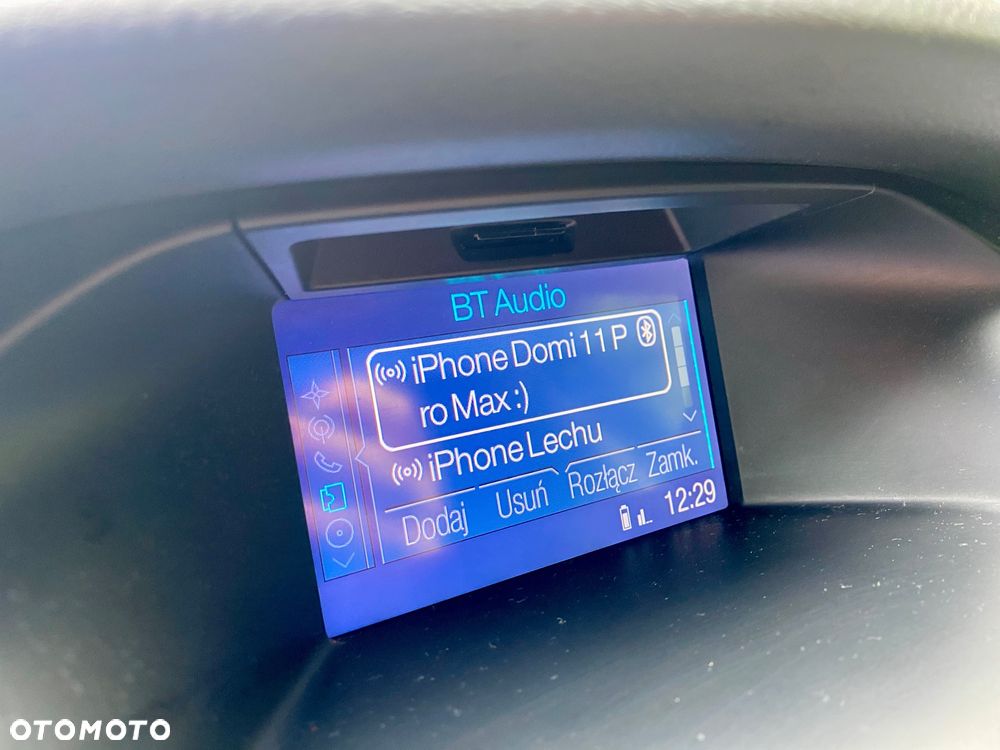 BT Audio
iPhone Domi 11 P
ro Max :)
iPhone Lechu
Dodaj Usuń Rozłącz Zamk.
12:29
OTOMOTO